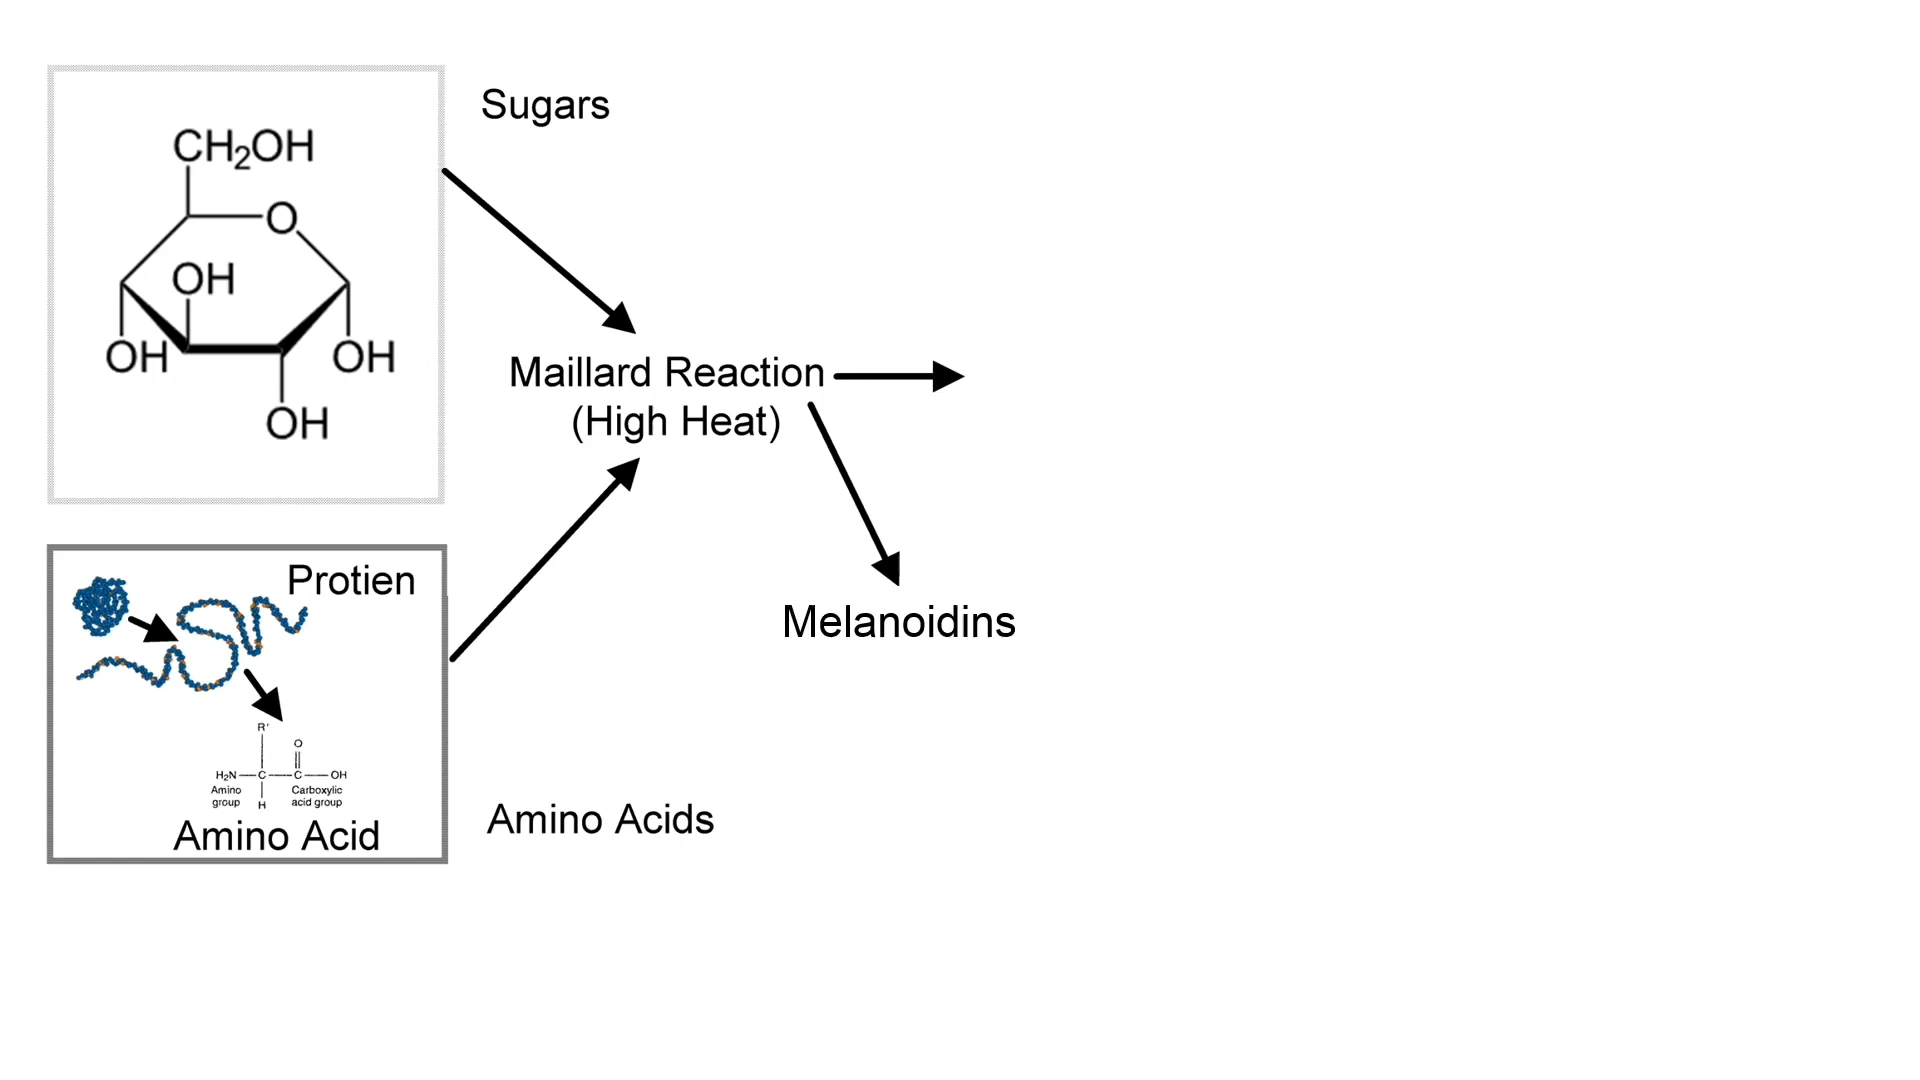 Sugars
CH2OH
O
OH
OH
OH
OH
Maillard Reaction
(High Heat)
Melanoidins
Protien
R'
O
H2N C C OH
Amino group
H
Carboxylic acid group
Amino Acid
Amino Acids